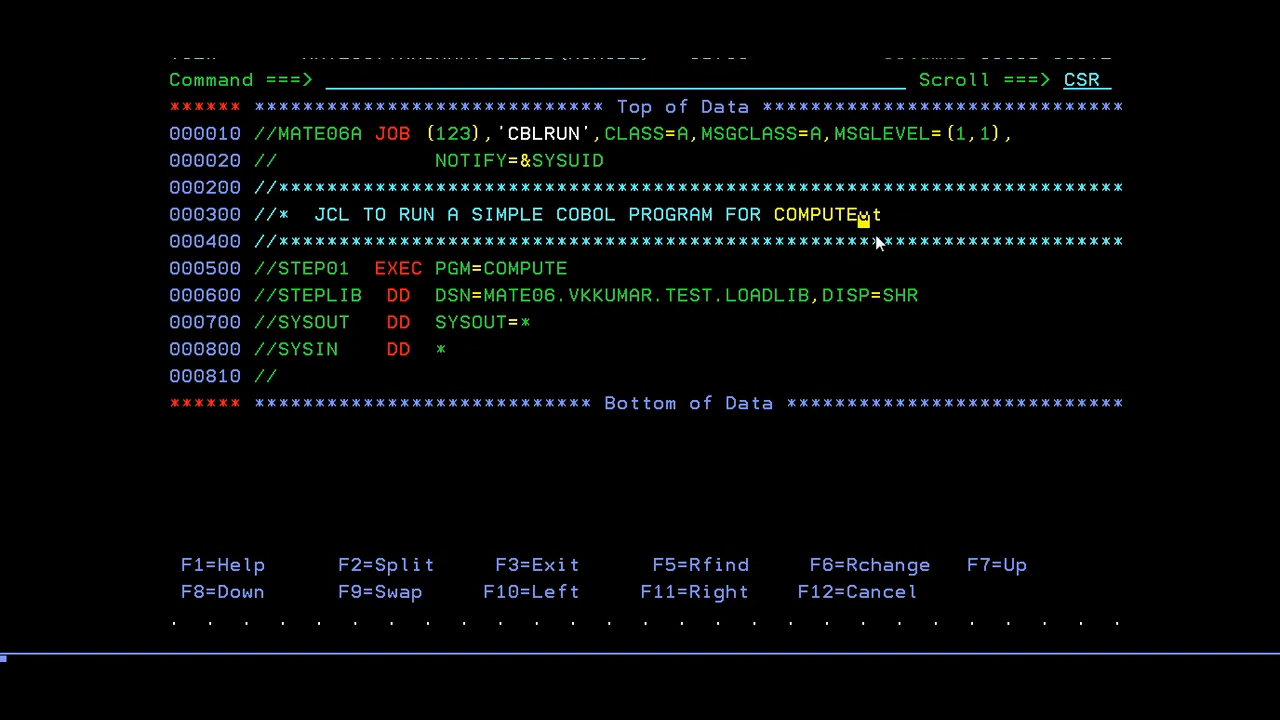 Command ===> Scroll ===> CSR
****** ***************************** Top of Data ******************************
000010 //MATE06A JOB (123),'CBLRUN',CLASS=A,MSGCLASS=A,MSGLEVEL=(1,1),
000020 //             NOTIFY=&SYSUID
000200 //**********************************************************************
000300 //*  JCL TO RUN A SIMPLE COBOL PROGRAM FOR COMPUTEut
000400 //**********************************************************************
000500 //STEP01  EXEC PGM=COMPUTE
000600 //STEPLIB  DD  DSN=MATE06.VKKUMAR.TEST.LOADLIB,DISP=SHR
000700 //SYSOUT   DD  SYSOUT=*
000800 //SYSIN    DD  *
000810 //
****** **************************** Bottom of Data ****************************
F1=Help F2=Split F3=Exit F5=Rfind F6=Rchange F7=Up
F8=Down F9=Swap F10=Left F11=Right F12=Cancel
. . . . . . . . . . . . . . . . . . . . . . . . . . .